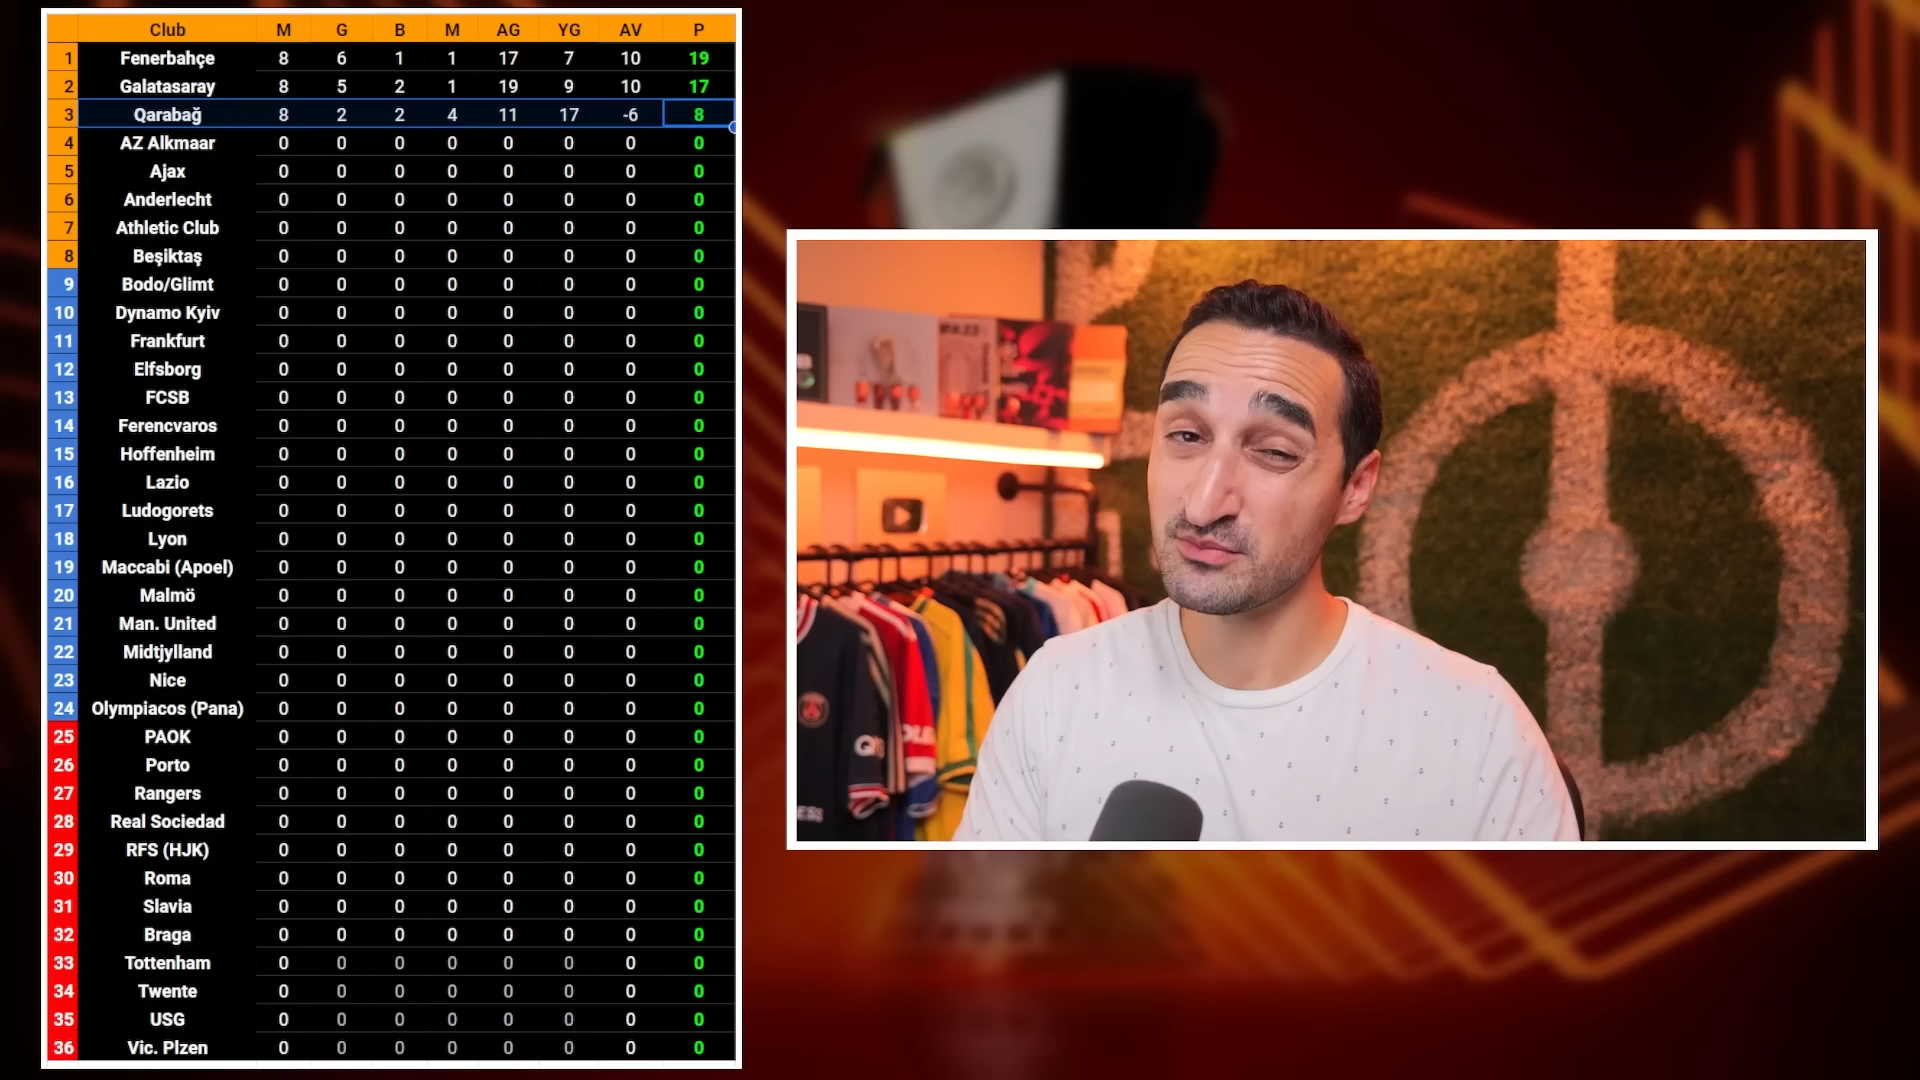 Club M G B M AG YG AV P
1 Fenerbahçe 8 6 1 1 17 7 10 19
2 Galatasaray 8 5 2 1 19 9 10 17
3 Qarabağ 8 2 2 4 11 17 -6 8
4 AZ Alkmaar 0 0 0 0 0 0 0 0
5 Ajax 0 0 0 0 0 0 0 0
6 Anderlecht 0 0 0 0 0 0 0 0
7 Athletic Club 0 0 0 0 0 0 0 0
8 Beşiktaş 0 0 0 0 0 0 0 0
9 Bodo/Glimt 0 0 0 0 0 0 0 0
10 Dynamo Kyiv 0 0 0 0 0 0 0 0
11 Frankfurt 0 0 0 0 0 0 0 0
12 Elfsborg 0 0 0 0 0 0 0 0
13 FCSB 0 0 0 0 0 0 0 0
14 Ferencvaros 0 0 0 0 0 0 0 0
15 Hoffenheim 0 0 0 0 0 0 0 0
16 Lazio 0 0 0 0 0 0 0 0
17 Ludogorets 0 0 0 0 0 0 0 0
18 Lyon 0 0 0 0 0 0 0 0
19 Maccabi (Apoel) 0 0 0 0 0 0 0 0
20 Malmö 0 0 0 0 0 0 0 0
21 Man. United 0 0 0 0 0 0 0 0
22 Midtjylland 0 0 0 0 0 0 0 0
23 Nice 0 0 0 0 0 0 0 0
24 Olympiacos (Pana) 0 0 0 0 0 0 0 0
25 PAOK 0 0 0 0 0 0 0 0
26 Porto 0 0 0 0 0 0 0 0
27 Rangers 0 0 0 0 0 0 0 0
28 Real Sociedad 0 0 0 0 0 0 0 0
29 RFS (HJK) 0 0 0 0 0 0 0 0
30 Roma 0 0 0 0 0 0 0 0
31 Slavia 0 0 0 0 0 0 0 0
32 Braga 0 0 0 0 0 0 0 0
33 Tottenham 0 0 0 0 0 0 0 0
34 Twente 0 0 0 0 0 0 0 0
35 USG 0 0 0 0 0 0 0 0
36 Vic. Plzen 0 0 0 0 0 0 0 0